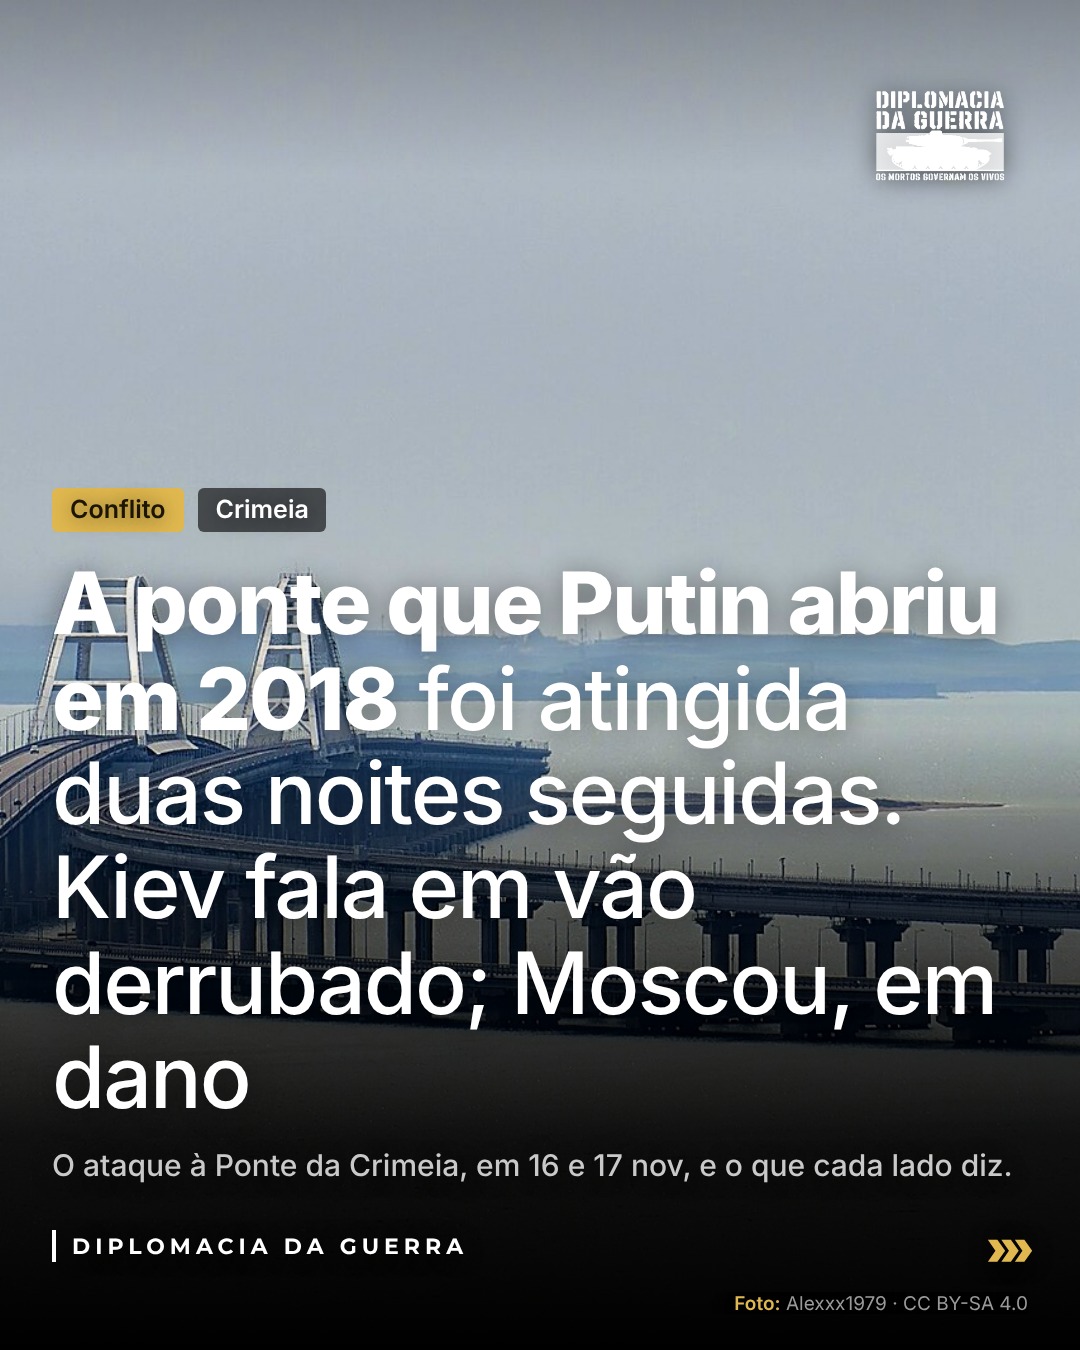 DIPLOMACIA
DA GUERRA
OS MORTOS GOVERNAM OS VIVOS
Conflito
Crimeia
A ponte que Putin abriu
em 2018 foi atingida
duas noites seguidas.
Kiev fala em vão
derrubado; Moscou, em
dano
O ataque à Ponte da Crimeia, em 16 e 17 nov, e o que cada lado diz.
DIPLOMACIA DA GUERRA
Foto: Alexxx1979 · CC BY-SA 4.0